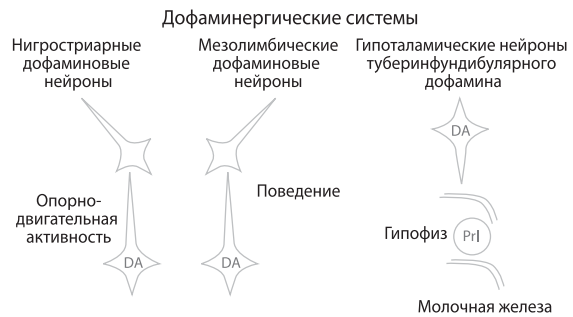 Дофаминергические системы
Нигростриарные
дофаминовые
нейроны
Мезолимбические
дофаминовые
нейроны
Гипоталамические нейроны
туберинфундибулярного
дофамина
DA
Опорно-
двигательная
активность
Поведение
Гипофиз
Prl
DA
DA
Молочная железа